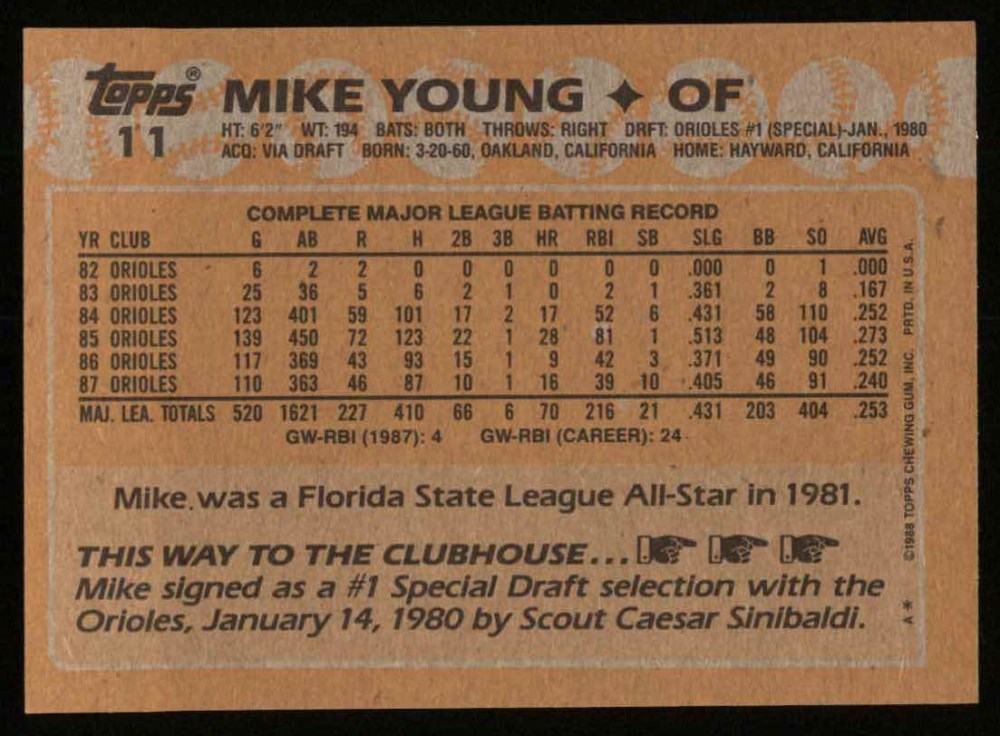 topps® MIKE YOUNG ✦ OF
11
HT: 6'2" WT: 194 BATS: BOTH THROWS: RIGHT DRFT: ORIOLES #1 (SPECIAL)-JAN., 1980
ACQ: VIA DRAFT BORN: 3-20-60, OAKLAND, CALIFORNIA HOME: HAYWARD, CALIFORNIA
COMPLETE MAJOR LEAGUE BATTING RECORD
YR CLUB G AB R H 2B 3B HR RBI SB SLG BB SO AVG
82 ORIOLES 6 2 2 0 0 0 0 0 0 .000 0 1 .000
83 ORIOLES 25 36 5 6 2 1 0 2 1 .361 2 8 .167
84 ORIOLES 123 401 59 101 17 2 17 52 6 .431 58 110 .252
85 ORIOLES 139 450 72 123 22 1 28 81 1 .513 48 104 .273
86 ORIOLES 117 369 43 93 15 1 9 42 3 .371 49 90 .252
87 ORIOLES 110 363 46 87 10 1 16 39 10 .405 46 91 .240
MAJ. LEA. TOTALS 520 1621 227 410 66 6 70 216 21 .431 203 404 .253
GW-RBI (1987): 4 GW-RBI (CAREER): 24
Mike was a Florida State League All-Star in 1981.
THIS WAY TO THE CLUBHOUSE...
Mike signed as a #1 Special Draft selection with the
Orioles, January 14, 1980 by Scout Caesar Sinibaldi.
A* ©1988 TOPPS CHEWING GUM, INC. PRTD. IN U.S.A.